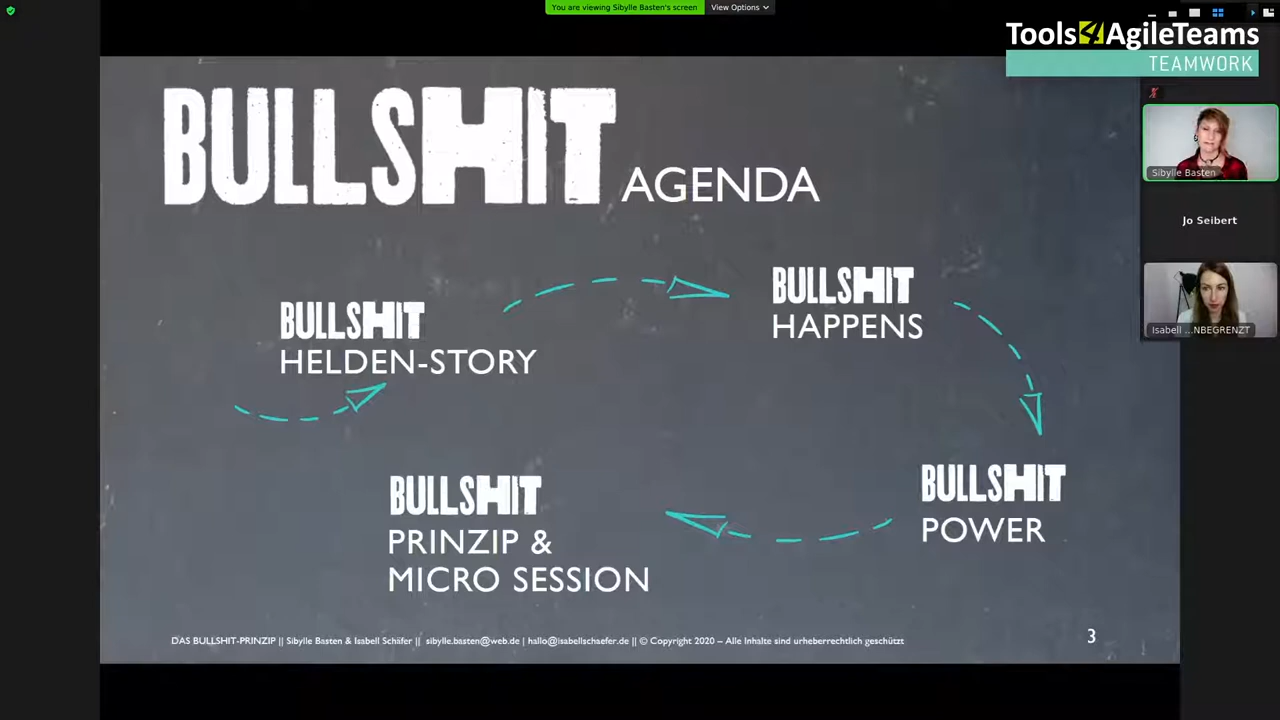 You are viewing Sibylle Basten's screen
View Options
Tools4AgileTeams
TEAMWORK
BULLSHIT AGENDA
Sibylle Basten
Jo Seibert
Isabell ...NBEGRENZT
BULLSHIT
HELDEN-STORY
BULLSHIT
HAPPENS
BULLSHIT
POWER
BULLSHIT
PRINZIP &
MICRO SESSION
DAS BULLSHIT-PRINZIP || Sibylle Basten & Isabell Schäfer || sibylle.basten@web.de | hallo@isabellschaefer.de || © Copyright 2020 – Alle Inhalte sind urheberrechtlich geschützt
3